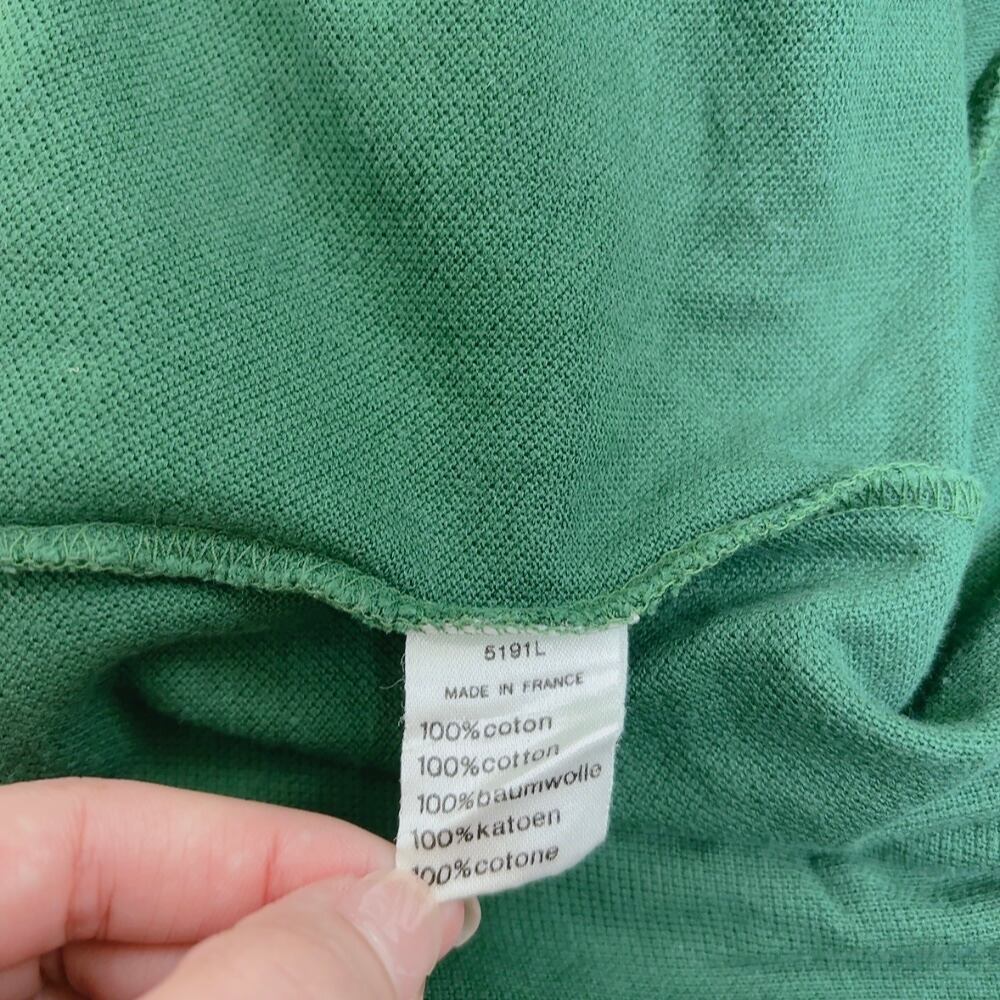 5191L
MADE IN FRANCE
100%coton
100%cotton
100%baumwolle
100%katoen
100%cotone